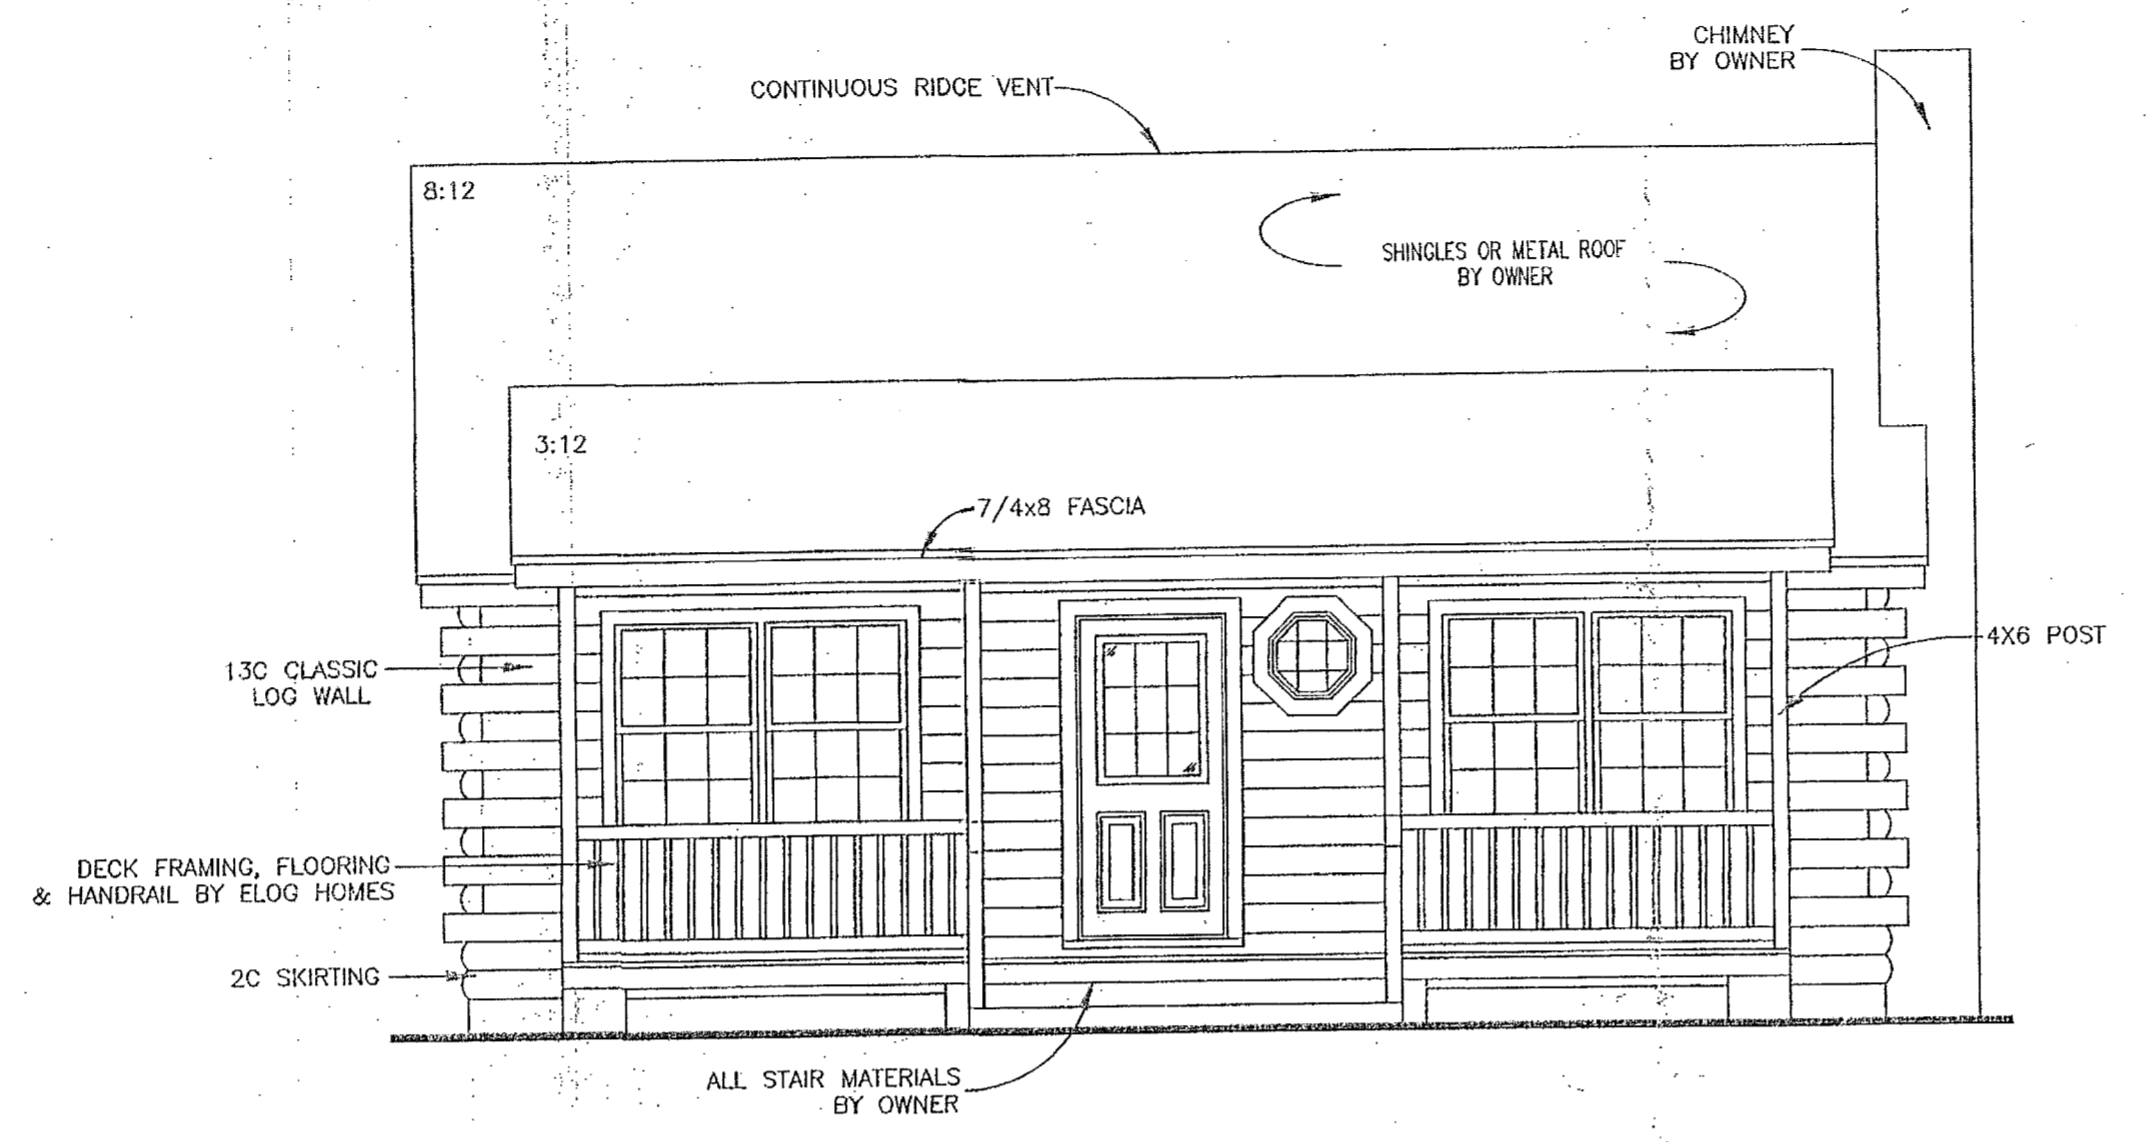 CHIMNEY
BY OWNER
CONTINUOUS RIDGE VENT
8:12
SHINGLES OR METAL ROOF
BY OWNER
3:12
7/4x8 FASCIA
4X6 POST
13C CLASSIC
LOG WALL
DECK FRAMING, FLOORING
& HANDRAIL BY ELOG HOMES
2C SKIRTING
ALL STAIR MATERIALS
BY OWNER